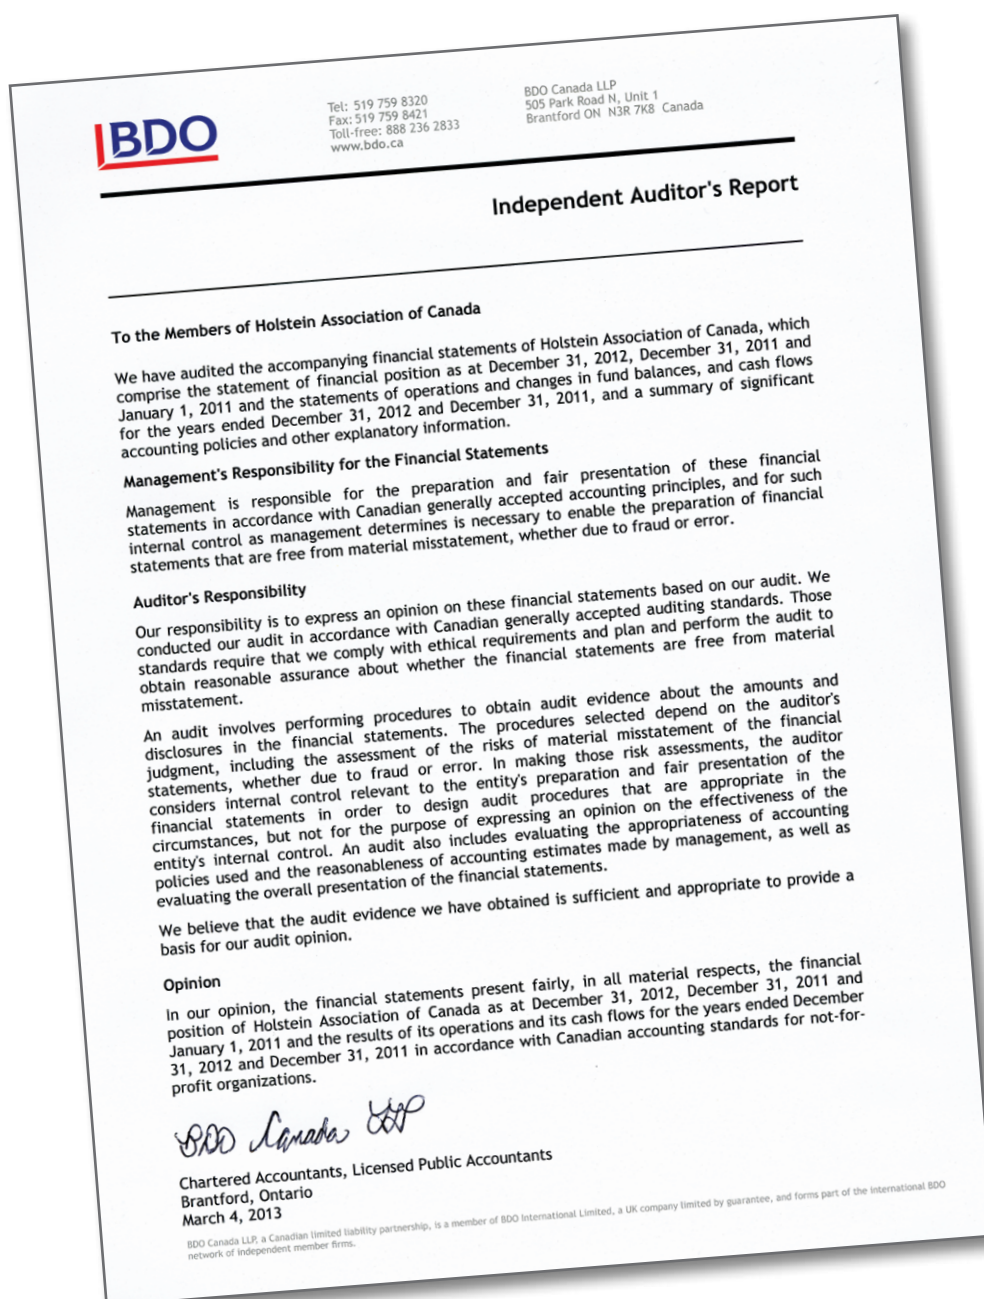 BDO
Tel: 519 759 8320
Fax: 519 759 8421
Toll-free: 888 236 2833
www.bdo.ca
BDO Canada LLP
505 Park Road N, Unit 1
Brantford ON N3R 7K8 Canada
Independent Auditor's Report
To the Members of Holstein Association of Canada
We have audited the accompanying financial statements of Holstein Association of Canada, which
comprise the statement of financial position as at December 31, 2012, December 31, 2011 and
January 1, 2011 and the statements of operations and changes in fund balances, and cash flows
for the years ended December 31, 2012 and December 31, 2011, and a summary of significant
accounting policies and other explanatory information.
Management's Responsibility for the Financial Statements
Management is responsible for the preparation and fair presentation of these financial
statements in accordance with Canadian generally accepted accounting principles, and for such
internal control as management determines is necessary to enable the preparation of financial
statements that are free from material misstatement, whether due to fraud or error.
Auditor's Responsibility
Our responsibility is to express an opinion on these financial statements based on our audit. We
conducted our audit in accordance with Canadian generally accepted auditing standards. Those
standards require that we comply with ethical requirements and plan and perform the audit to
obtain reasonable assurance about whether the financial statements are free from material
misstatement.
An audit involves performing procedures to obtain audit evidence about the amounts and
disclosures in the financial statements. The procedures selected depend on the auditor's
judgment, including the assessment of the risks of material misstatement of the financial
statements, whether due to fraud or error. In making those risk assessments, the auditor
considers internal control relevant to the entity's preparation and fair presentation of the
financial statements in order to design audit procedures that are appropriate in the
circumstances, but not for the purpose of expressing an opinion on the effectiveness of the
entity's internal control. An audit also includes evaluating the appropriateness of accounting
policies used and the reasonableness of accounting estimates made by management, as well as
evaluating the overall presentation of the financial statements.
We believe that the audit evidence we have obtained is sufficient and appropriate to provide a
basis for our audit opinion.
Opinion
In our opinion, the financial statements present fairly, in all material respects, the financial
position of Holstein Association of Canada as at December 31, 2012, December 31, 2011 and
January 1, 2011 and the results of its operations and its cash flows for the years ended December
31, 2012 and December 31, 2011 in accordance with Canadian accounting standards for not-for-
profit organizations.
BDO Canada LLP
Chartered Accountants, Licensed Public Accountants
Brantford, Ontario
March 4, 2013
BDO Canada LLP, a Canadian limited liability partnership, is a member of BDO International Limited, a UK company limited by guarantee, and forms part of the international BDO
network of independent member firms.